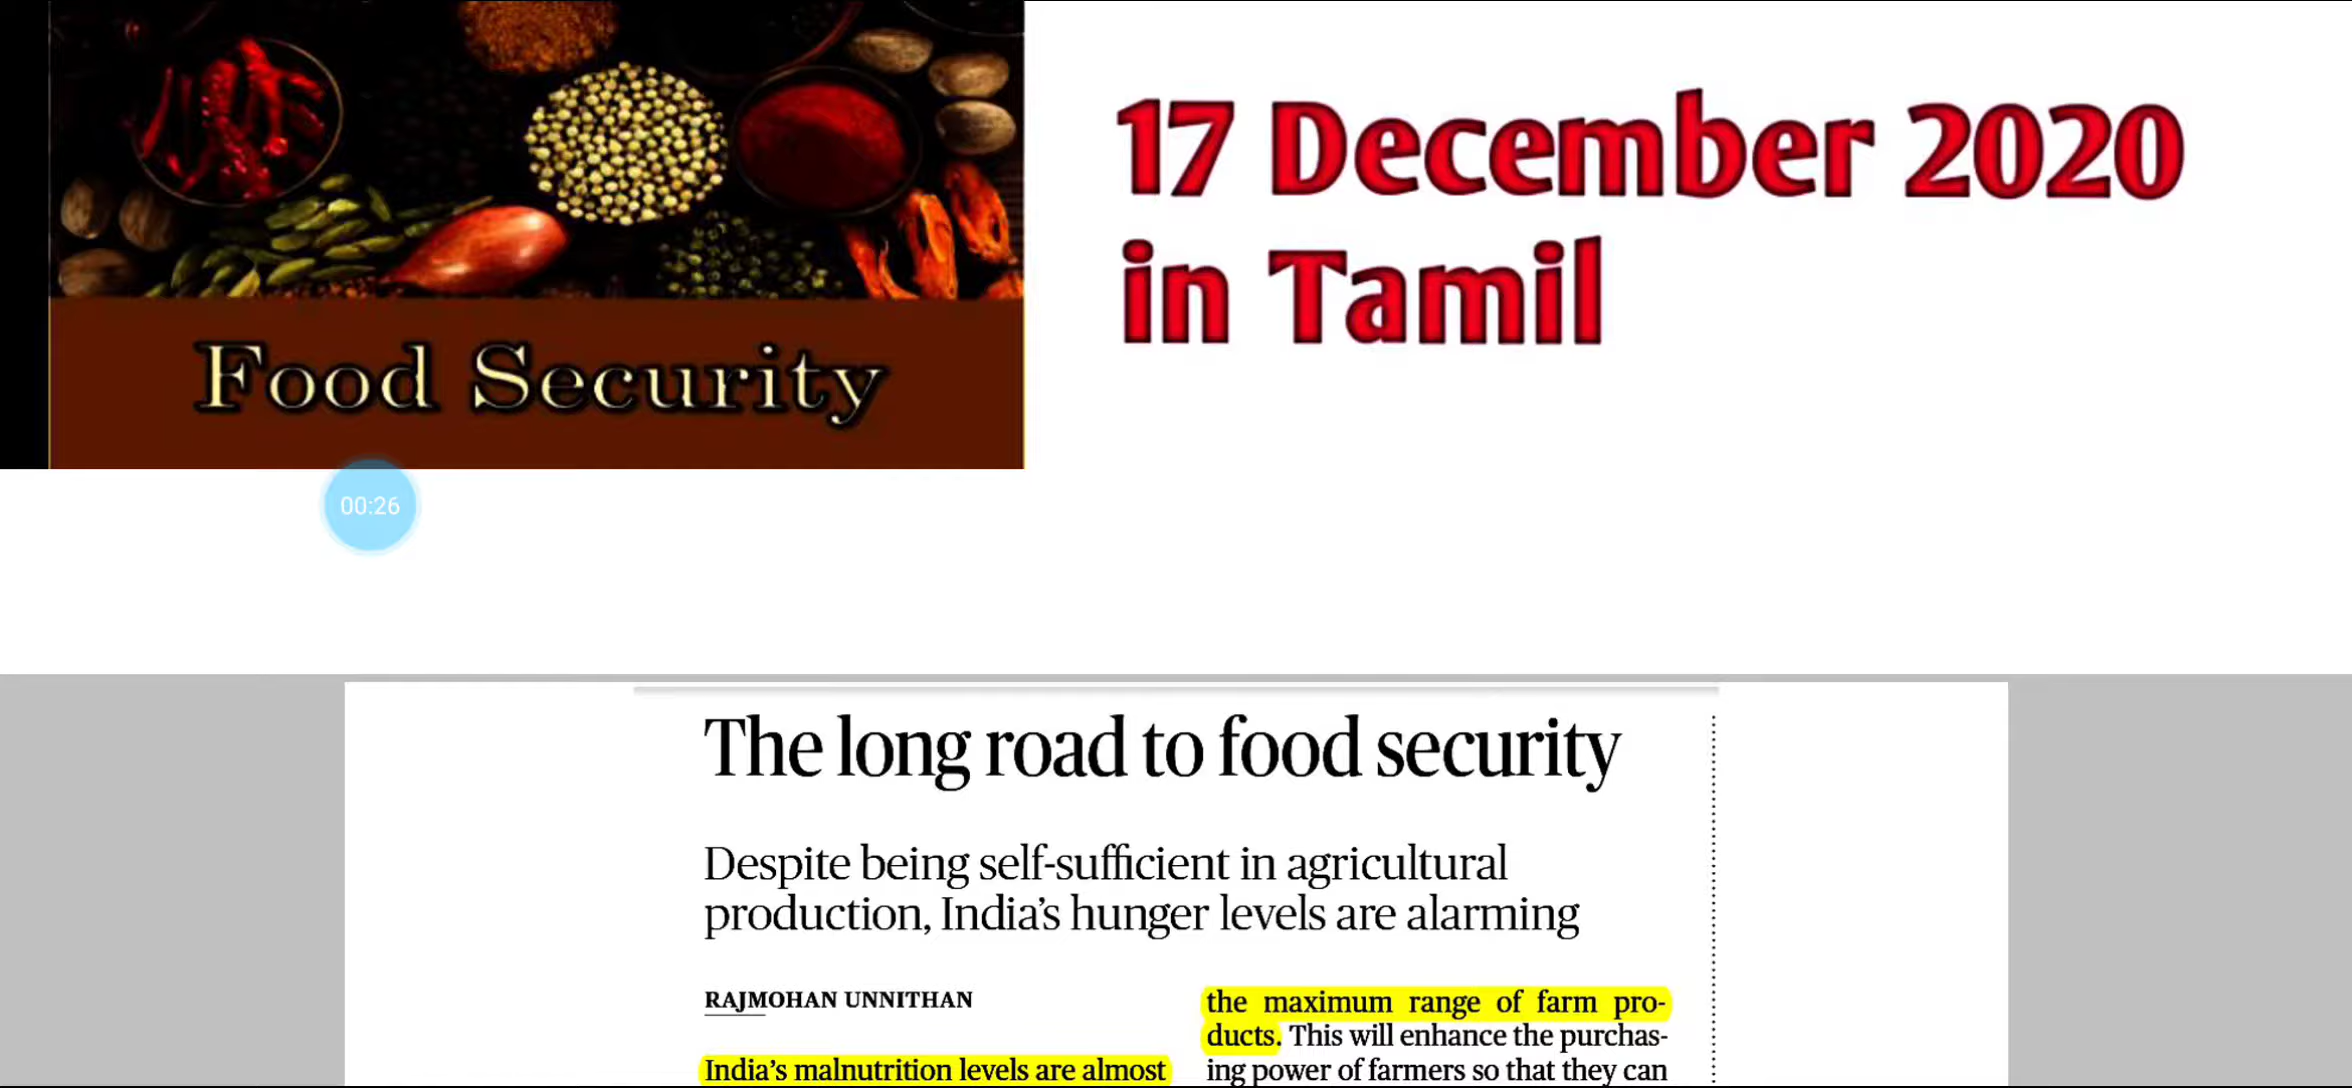 17 December 2020
in Tamil
Food Security
00:26
The long road to food security
Despite being self-sufficient in agricultural
production, India's hunger levels are alarming
RAJMOHAN UNNITHAN
India's malnutrition levels are almost
the maximum range of farm pro-
ducts. This will enhance the purchas-
ing power of farmers so that they can